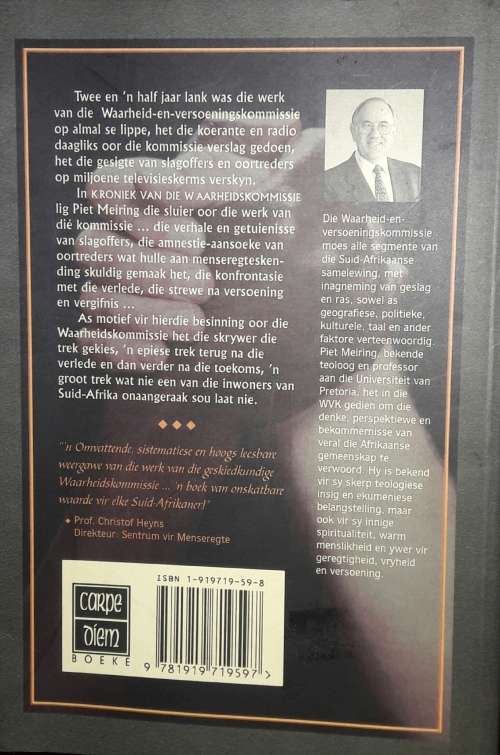 Twee en 'n half jaar lank was die werk
van die Waarheid-en-versoeningskommissie
op almal se lippe, het die koerante en radio
daagliks oor die kommissie verslag gedoen,
het die gesigte van slagoffers en oortreders
op miljoene televisieskerms verskyn.
In KRONIEK VAN DIE W AARHEIDSKOMMISSIE
lig Piet Meiring die sluier oor die werk van
dié kommissie ... die verhale en getuienisse
van slagoffers, die amnestie-aansoeke van
oortreders wat hulle aan menseregtesken-
ding skuldig gemaak het, die konfrontasie
met die verlede, die strewe na versoening
en vergifnis ...
As motief vir hierdie besinning oor die
Waarheidskommissie het die skrywer die
trek gekies, 'n epiese trek terug na die
verlede en dan verder na die toekoms, 'n
groot trek wat nie een van die inwoners van
Suid-Afrika onaangeraak sou laat nie.
"'n Omvattende, sistematiese en hoogs leesbare
weergawe van die werk van die geskiedkundige
Waarheidskommissie ... 'n boek van onskatbare
waarde vir elke Suid-Afrikaner!"
Prof. Christof Heyns
Direkteur: Sentrum vir Menseregte
Die Waarheid-en-
versoeningskommissie
moes alle segmente van
die Suid-Afrikaanse
samelewing, met
inagneming van geslag
en ras, sowel as
geografiese, politieke,
kulturele, taal en ander
faktore verteenwoordig.
Piet Meiring, bekende
teoloog en professor
aan die Universiteit van
Pretoria, het in die
WVK gedien om die
denke, perspektiewe en
bekommernisse van
veral die Afrikaanse
gemeenskap te
verwoord. Hy is bekend
vir sy skerp teologiese
insig en ekumeniese
belangstelling, maar
ook vir sy innige
spiritualiteit, warm
menslikheid en ywer vir
geregtigheid, vryheid
en versoening.
ISBN 1-919719-59-8
9 781919 719597 >
carpe
diem
BOEKE